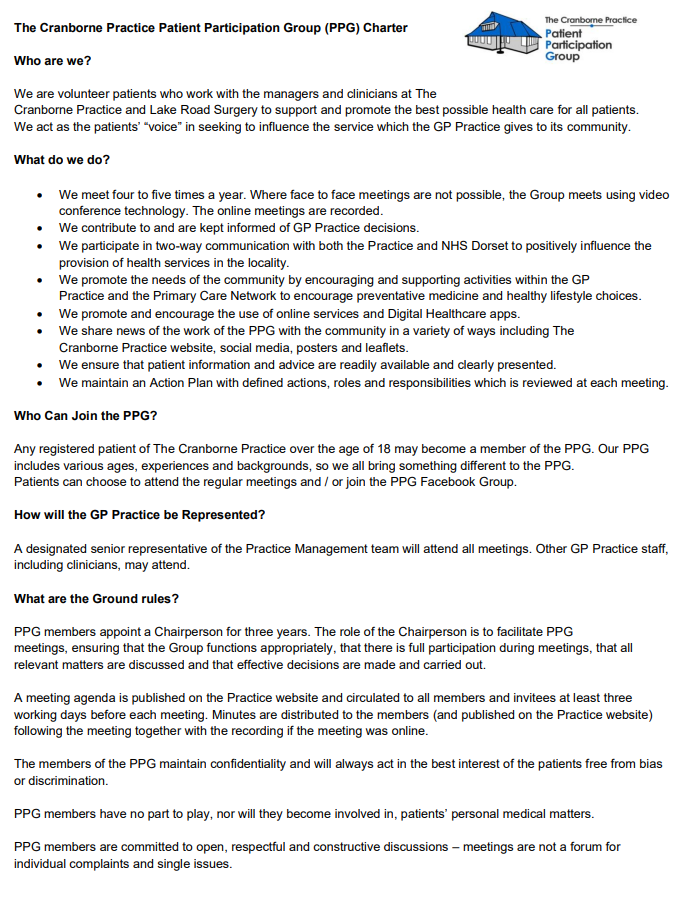 The Cranborne Practice Patient Participation Group (PPG) Charter
The Cranborne Practice
Patient
Participation
Group
Who are we?
We are volunteer patients who work with the managers and clinicians at The
Cranborne Practice and Lake Road Surgery to support and promote the best possible health care for all patients.
We act as the patients’ “voice” in seeking to influence the service which the GP Practice gives to its community.
What do we do?
• We meet four to five times a year. Where face to face meetings are not possible, the Group meets using video
conference technology. The online meetings are recorded.
• We contribute to and are kept informed of GP Practice decisions.
• We participate in two-way communication with both the Practice and NHS Dorset to positively influence the
provision of health services in the locality.
• We promote the needs of the community by encouraging and supporting activities within the GP
Practice and the Primary Care Network to encourage preventative medicine and healthy lifestyle choices.
• We promote and encourage the use of online services and Digital Healthcare apps.
• We share news of the work of the PPG with the community in a variety of ways including The
Cranborne Practice website, social media, posters and leaflets.
• We ensure that patient information and advice are readily available and clearly presented.
• We maintain an Action Plan with defined actions, roles and responsibilities which is reviewed at each meeting.
Who Can Join the PPG?
Any registered patient of The Cranborne Practice over the age of 18 may become a member of the PPG. Our PPG
includes various ages, experiences and backgrounds, so we all bring something different to the PPG.
Patients can choose to attend the regular meetings and / or join the PPG Facebook Group.
How will the GP Practice be Represented?
A designated senior representative of the Practice Management team will attend all meetings. Other GP Practice staff,
including clinicians, may attend.
What are the Ground rules?
PPG members appoint a Chairperson for three years. The role of the Chairperson is to facilitate PPG
meetings, ensuring that the Group functions appropriately, that there is full participation during meetings, that all
relevant matters are discussed and that effective decisions are made and carried out.
A meeting agenda is published on the Practice website and circulated to all members and invitees at least three
working days before each meeting. Minutes are distributed to the members (and published on the Practice website)
following the meeting together with the recording if the meeting was online.
The members of the PPG maintain confidentiality and will always act in the best interest of the patients free from bias
or discrimination.
PPG members have no part to play, nor will they become involved in, patients’ personal medical matters.
PPG members are committed to open, respectful and constructive discussions – meetings are not a forum for
individual complaints and single issues.